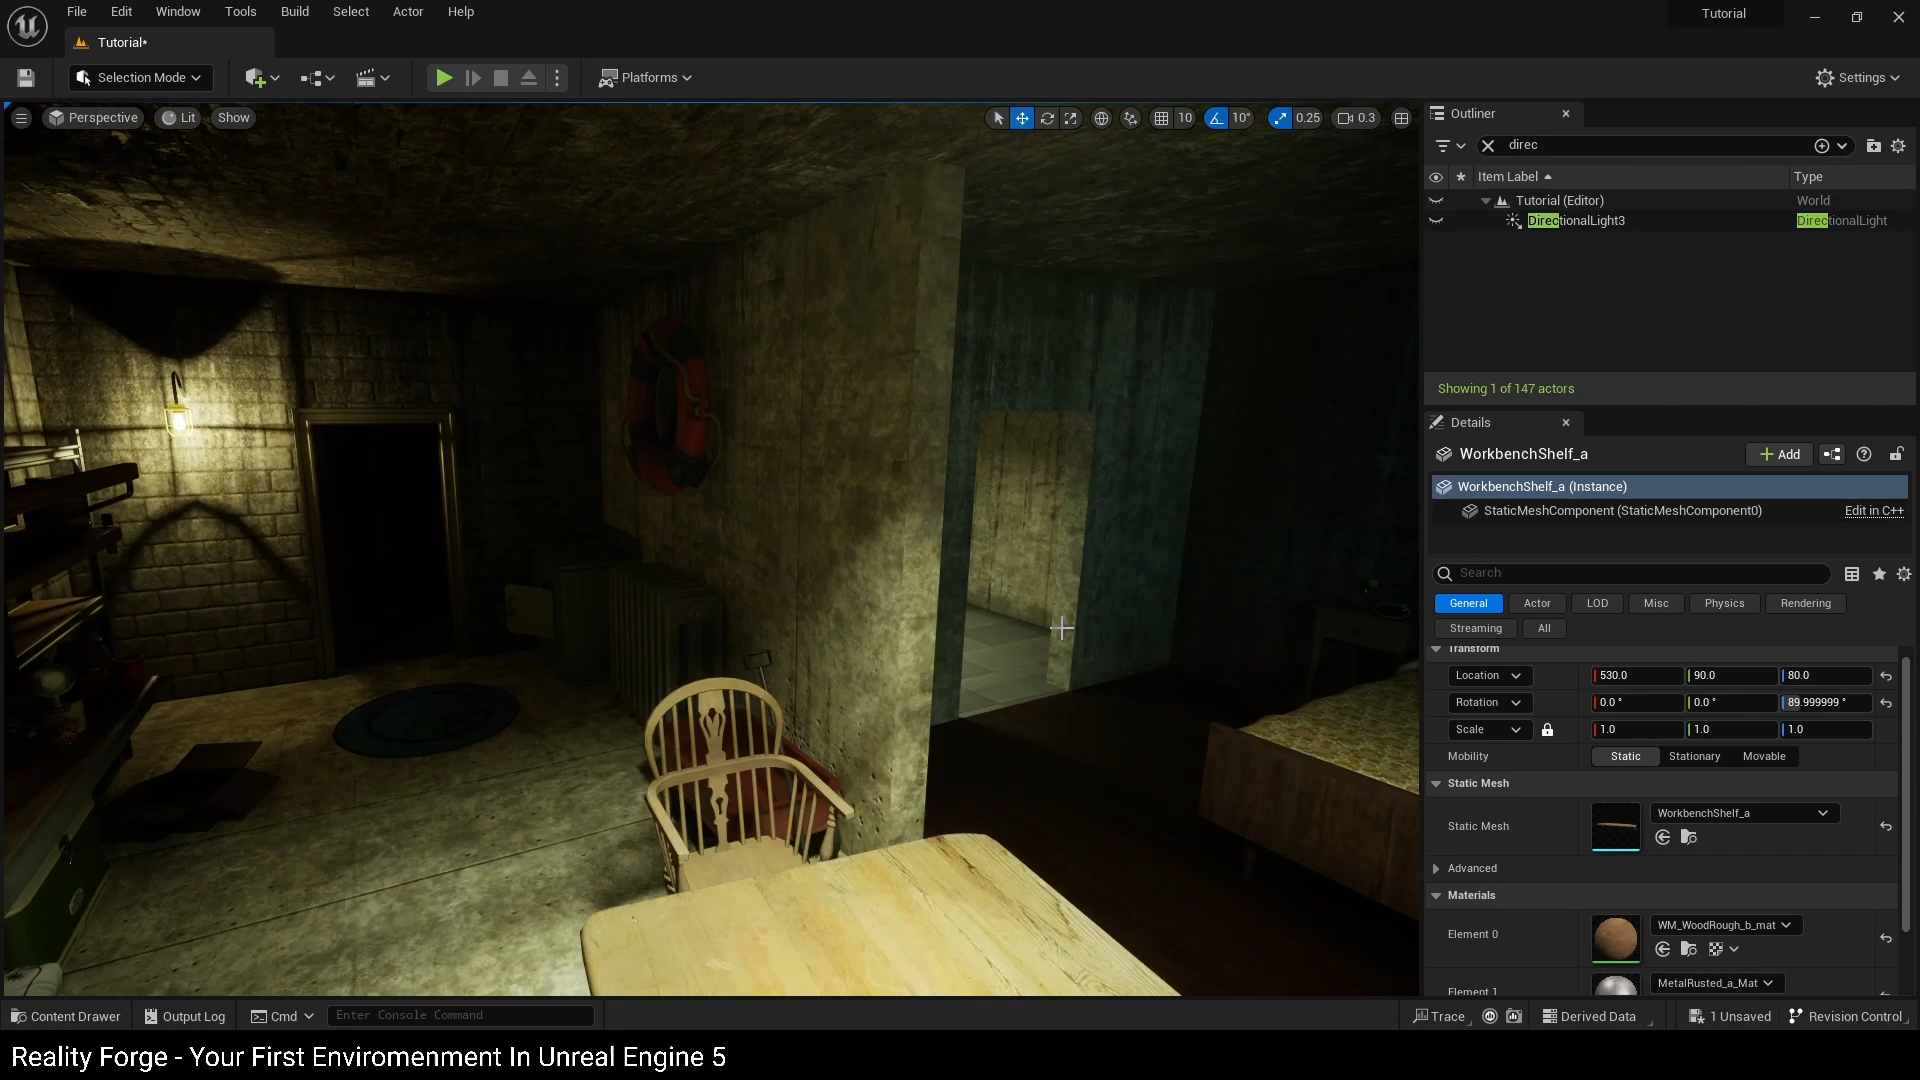 File Edit Window Tools Build Select Actor Help
Tutorial
Tutorial*
Selection Mode
Platforms
Settings
Perspective Lit Show
10 10° 0.25 0.3
Outliner
direc
Item Label Type
Tutorial (Editor) World
DirectionalLight3 DirectionalLight
Showing 1 of 147 actors
Details
WorkbenchShelf_a
Add
WorkbenchShelf_a (Instance)
StaticMeshComponent (StaticMeshComponent0) Edit in C++
Search
General Actor LOD Misc Physics Rendering
Streaming All
Transform
Location 530.0 90.0 80.0
Rotation 0.0 ° 0.0 ° 89.999999 °
Scale 1.0 1.0 1.0
Mobility Static Stationary Movable
Static Mesh
WorkbenchShelf_a
Static Mesh
Advanced
Materials
WM_WoodRough_b_mat
Element 0
MetalRusted_a_Mat
Element 1
Content Drawer Output Log Cmd Enter Console Command Trace Derived Data 1 Unsaved Revision Control
Reality Forge - Your First Enviromenment In Unreal Engine 5